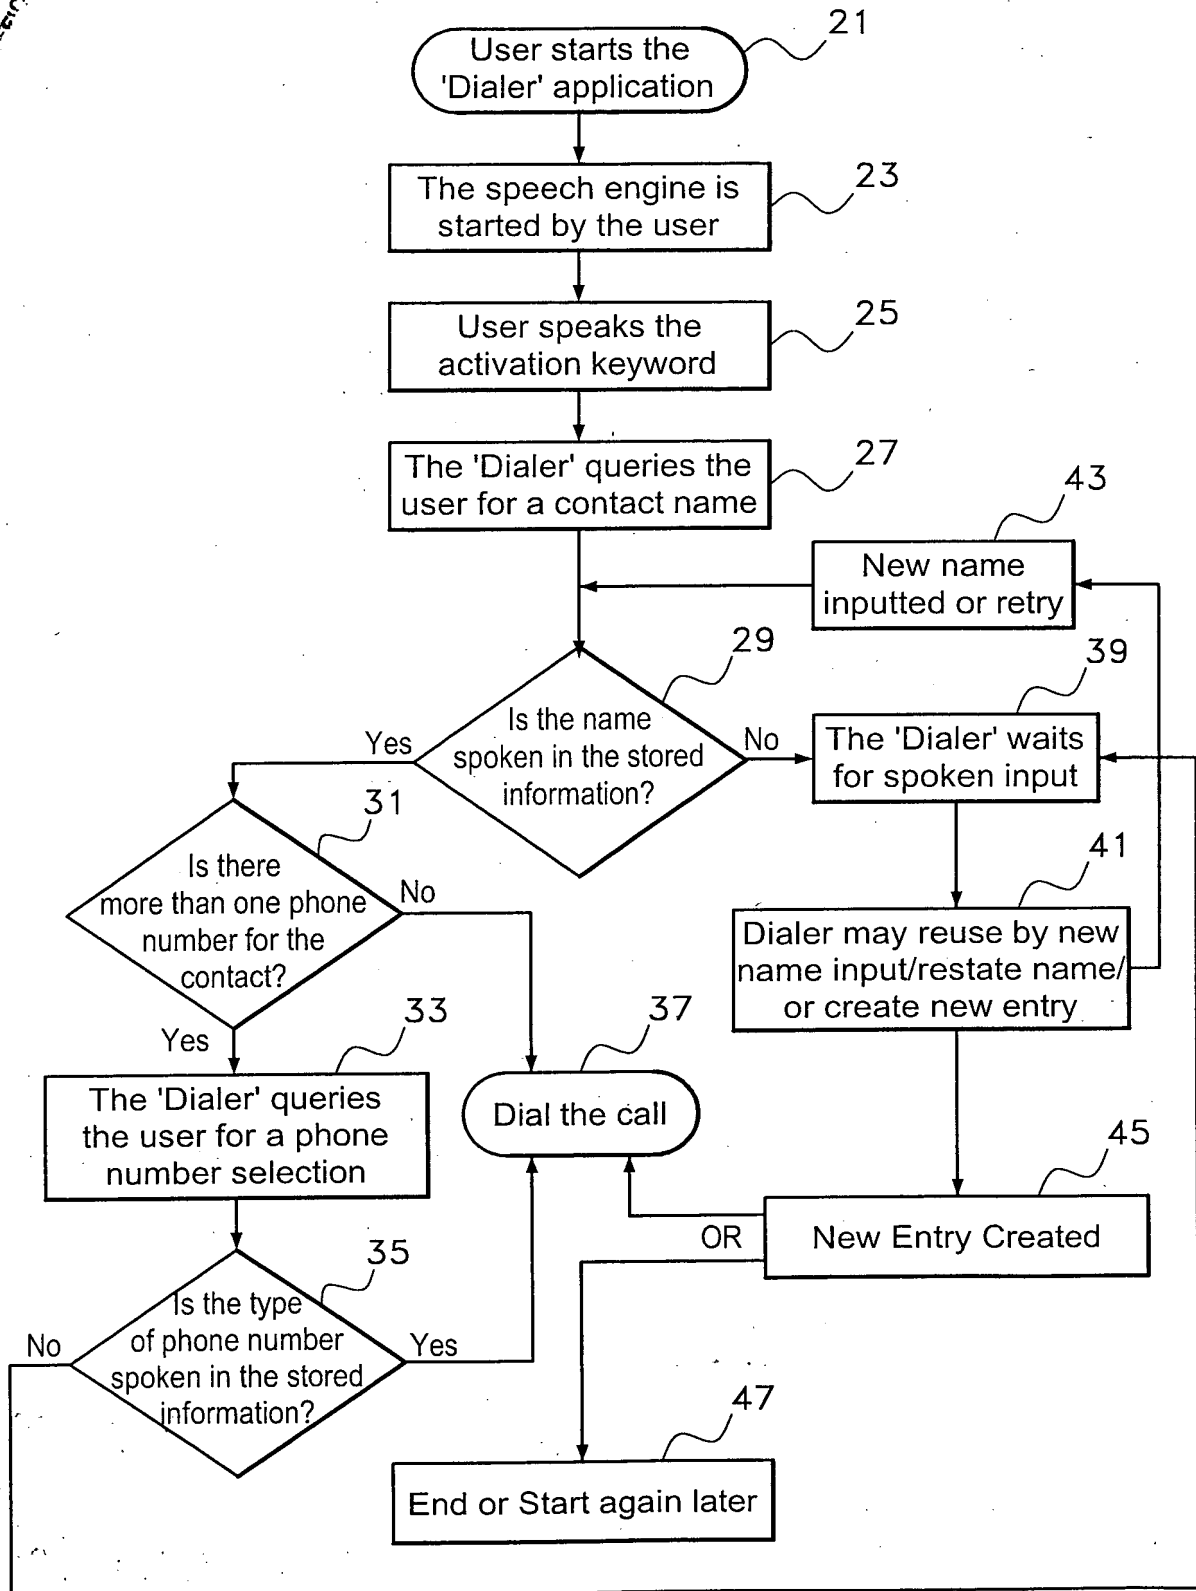 21
User starts the
'Dialer' application
23
The speech engine is
started by the user
25
User speaks the
activation keyword
27
The 'Dialer' queries the
user for a contact name
43
New name
inputted or retry
29
Is the name
spoken in the stored
information?
Yes
No
39
The 'Dialer' waits
for spoken input
31
Is there
more than one phone
number for the
contact?
No
Yes
41
Dialer may reuse by new
name input/restate name/
or create new entry
33
The 'Dialer' queries
the user for a phone
number selection
37
Dial the call
45
New Entry Created
OR
35
Is the type
of phone number
spoken in the stored
information?
No
Yes
47
End or Start again later